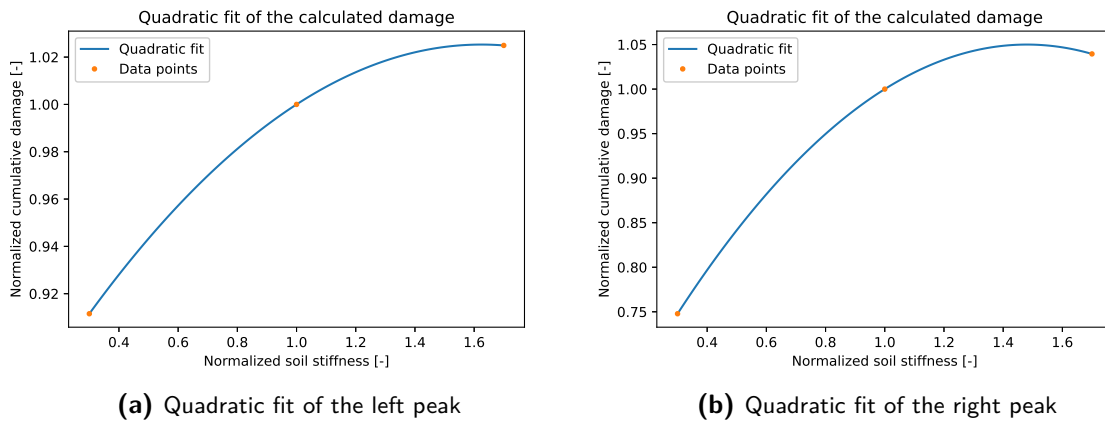 Quadratic fit of the calculated damage
Quadratic fit
Data points
Normalized cumulative damage [-]
1.02
1.00
0.98
0.96
0.94
0.92
0.4 0.6 0.8 1.0 1.2 1.4 1.6
Normalized soil stiffness [-]
(a) Quadratic fit of the left peak
Quadratic fit of the calculated damage
Quadratic fit
Data points
Normalized cumulative damage [-]
1.05
1.00
0.95
0.90
0.85
0.80
0.75
0.4 0.6 0.8 1.0 1.2 1.4 1.6
Normalized soil stiffness [-]
(b) Quadratic fit of the right peak